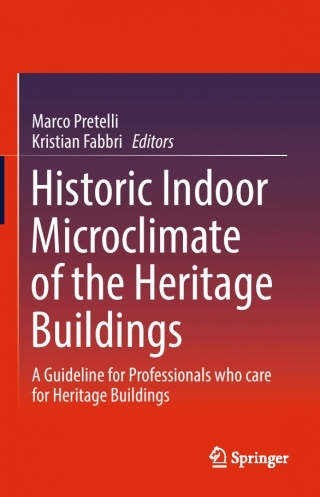 Marco Pretelli
Kristian Fabbri Editors
Historic Indoor
Microclimate
of the Heritage
Buildings
A Guideline for Professionals who care
for Heritage Buildings
Springer